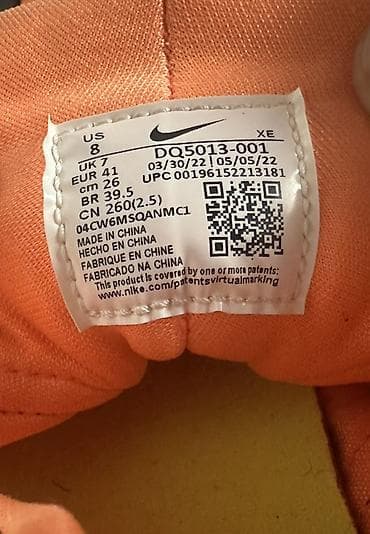 US
8
UK 7
EUR 41
cm 26
BR 39.5
CN 260(2.5)
04CW6MSQANMC1
XE
DQ5013-001
03/30/22 | 05/05/22
UPC 00196152213181
MADE IN CHINA
HECHO EN CHINA
FABRIQUE EN CHINE
FABRICADO NA CHINA
This product is covered by one or more patents:
www.nike.com/patentsvirtualmarking